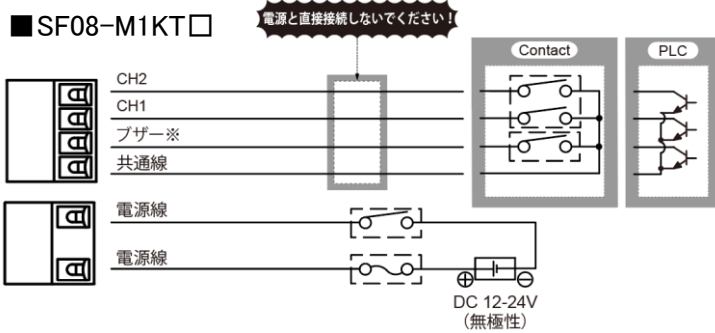 ■SF08-M1KT□
電源と直接接続しないでください！
Contact
PLC
CH2
CH1
ブザー※
共通線
電源線
電源線
DC 12-24V
（無極性）